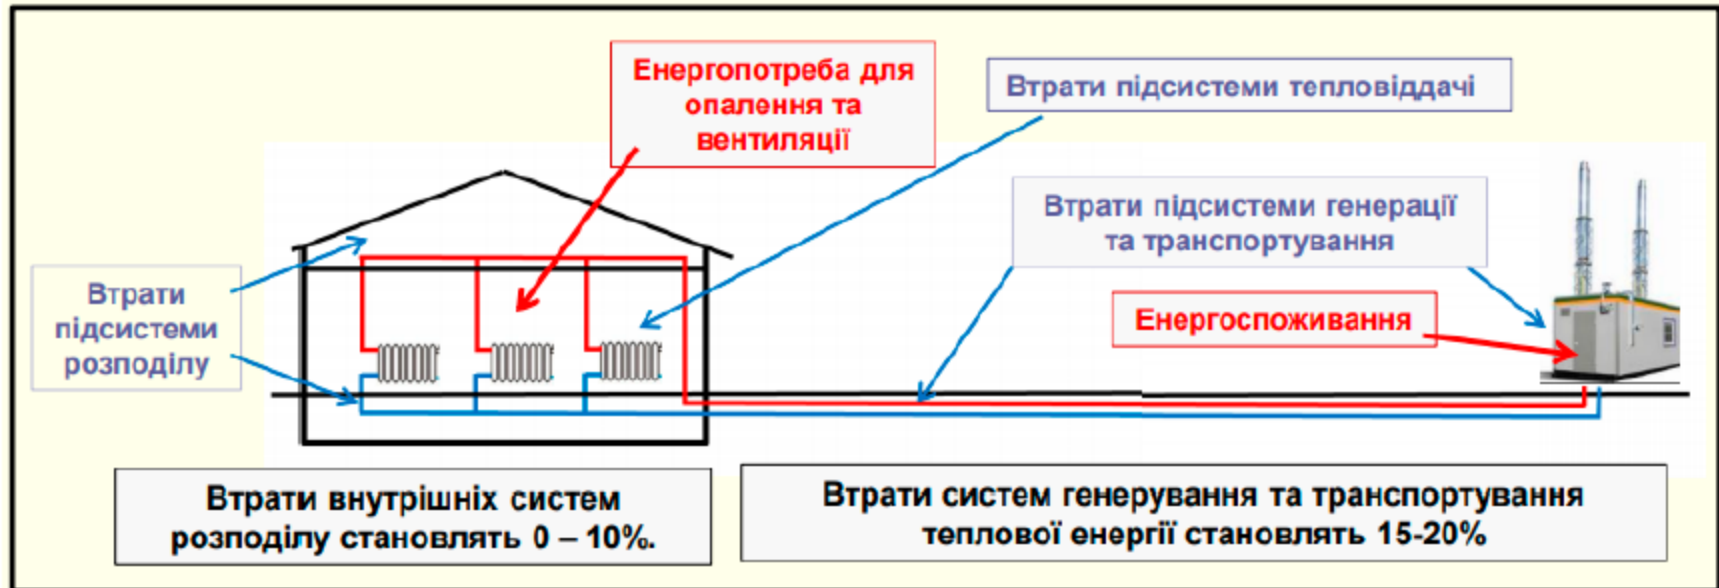 Енергопотреба для
опалення та
вентиляції
Втрати підсистеми тепловіддачі
Втрати підсистеми генерації
та транспортування
Втрати
підсистеми
розподілу
Енергоспоживання
Втрати внутрішніх систем
розподілу становлять 0 – 10%.
Втрати систем генерування та транспортування
теплової енергії становлять 15-20%